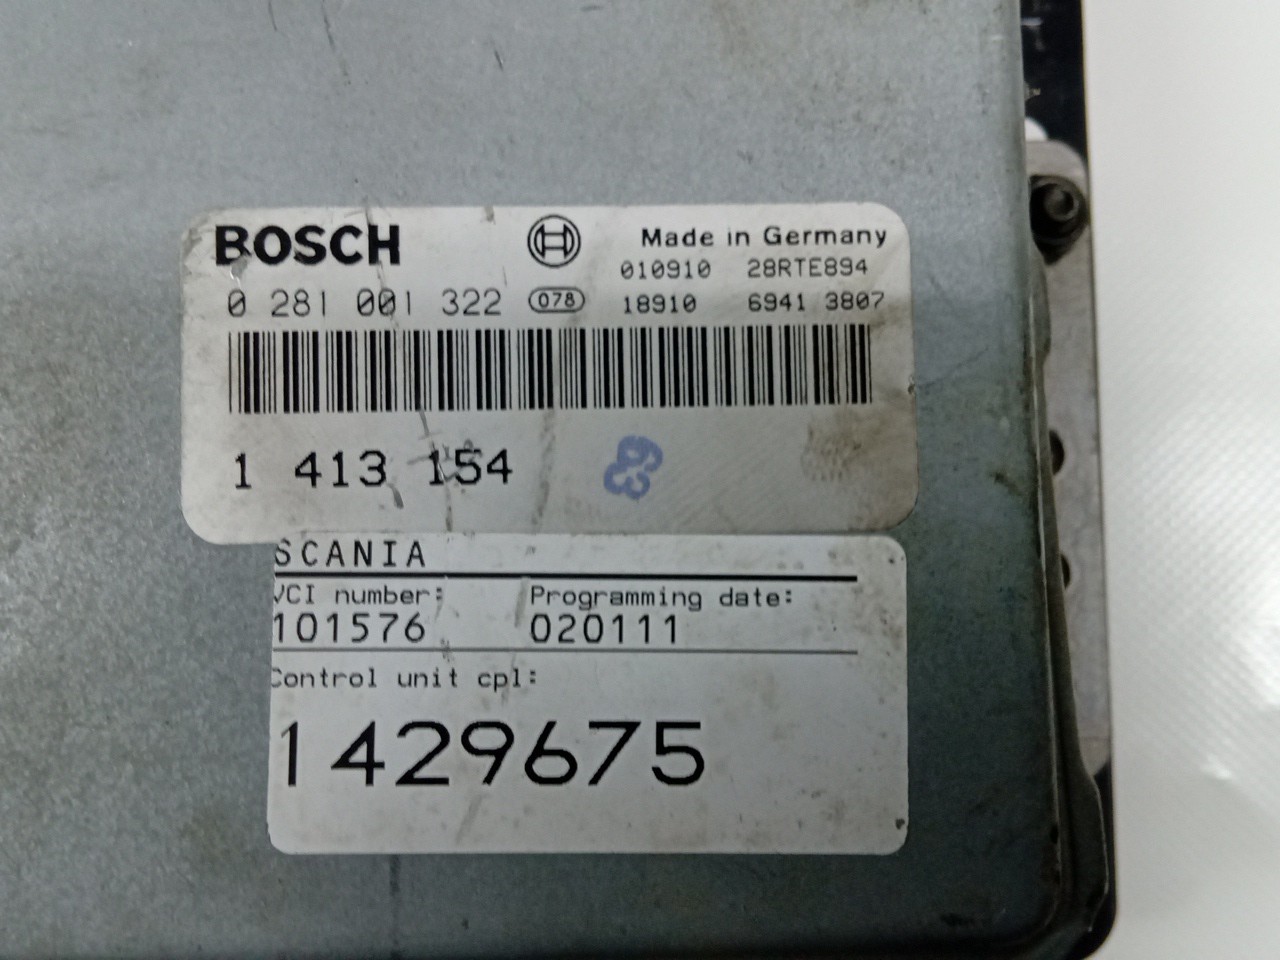 BOSCH
Made in Germany
010910 28RTE894
0 281 001 322 078 18910 6941 3807
1 413 154
SCANIA
VCI number: Programming date:
101576 020111
Control unit cpl:
1429675